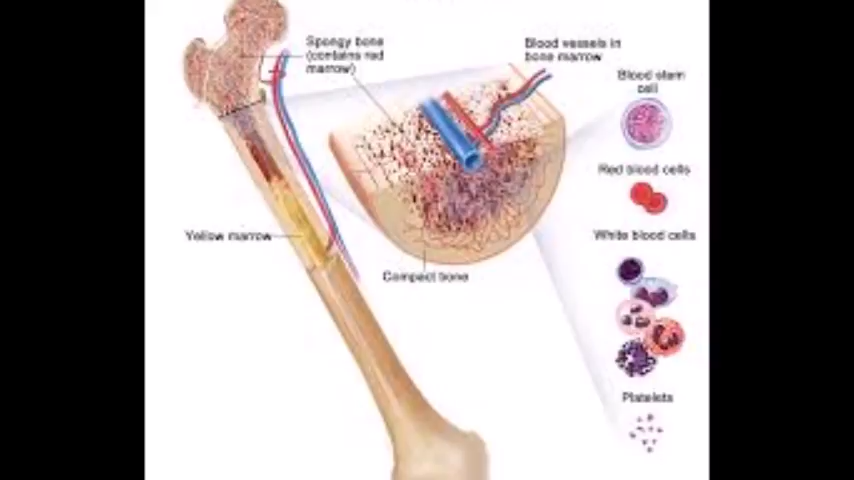 Spongy bone
(contains red
marrow)
Blood vessels in
bone marrow
Blood stem
cell
Red blood cells
White blood cells
Yellow marrow
Compact bone
Platelets